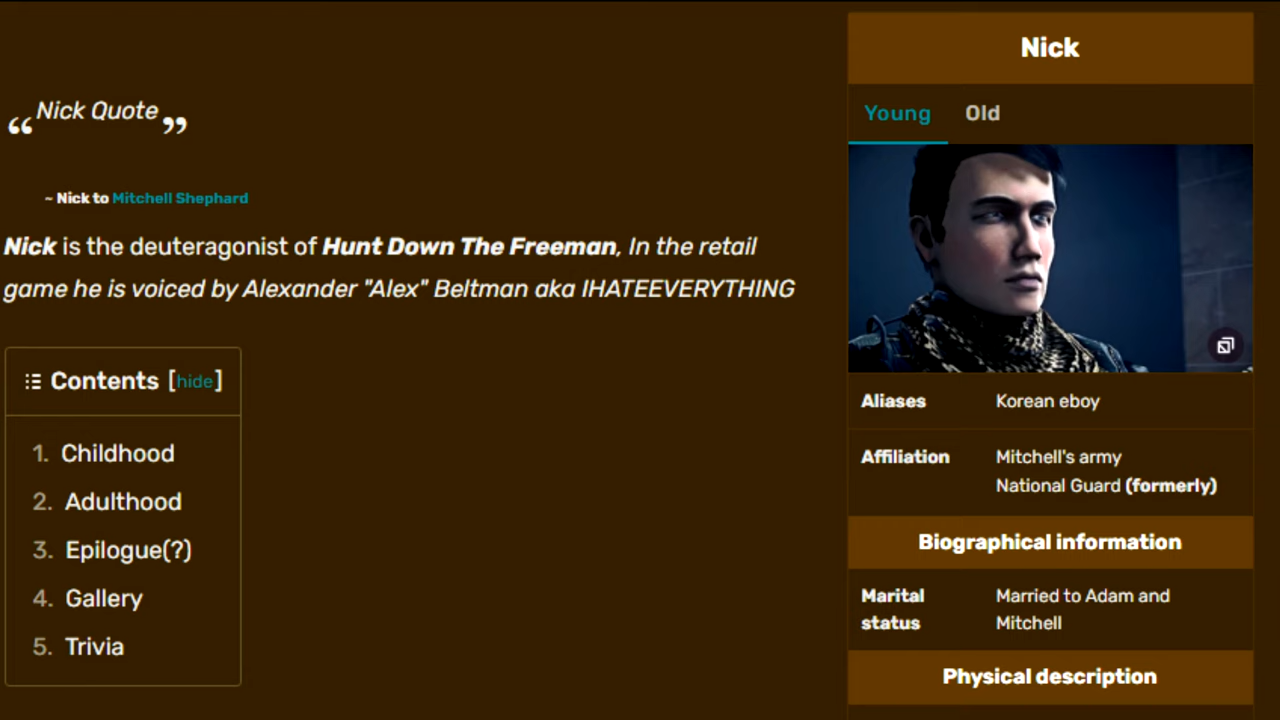 “Nick Quote”
~ Nick to Mitchell Shephard
Nick is the deuteragonist of Hunt Down The Freeman, In the retail
game he is voiced by Alexander "Alex" Beltman aka IHATEEVERYTHING
Contents [hide]
1. Childhood
2. Adulthood
3. Epilogue(?)
4. Gallery
5. Trivia
Nick
Young Old
Aliases Korean eboy
Affiliation Mitchell's army
National Guard (formerly)
Biographical information
Marital Married to Adam and
status Mitchell
Physical description